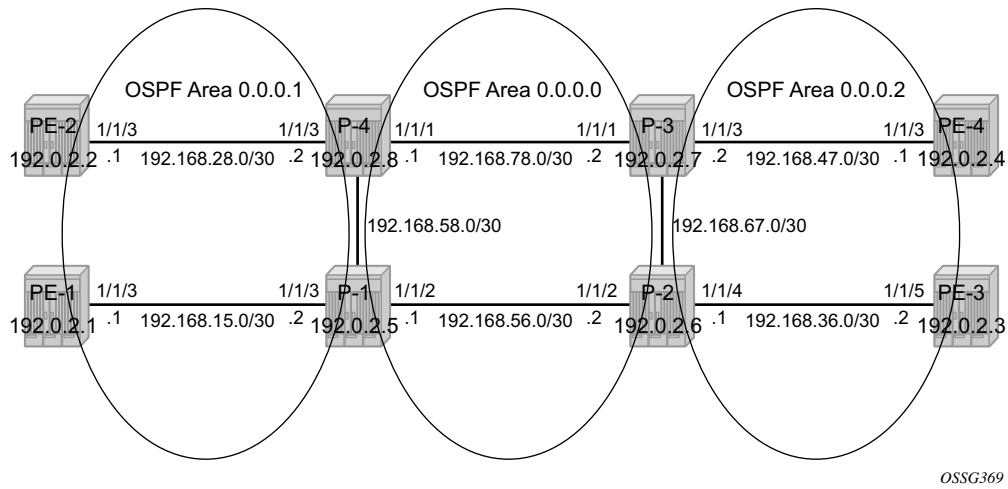 OSPF Area 0.0.0.1 OSPF Area 0.0.0.0 OSPF Area 0.0.0.2
PE-2 1/1/3 1/1/3 P-4 1/1/1 1/1/1 P-3 1/1/3 1/1/3 PE-4
192.0.2.2 .1 192.168.28.0/30 .2 192.0.2.8 .1 192.168.78.0/30 .2 192.0.2.7 .2 192.168.47.0/30 .1 192.0.2.4
192.168.58.0/30 192.168.67.0/30
PE-1 1/1/3 1/1/3 P-1 1/1/2 1/1/2 P-2 1/1/4 1/1/5 PE-3
192.0.2.1 .1 192.168.15.0/30 .2 192.0.2.5 .1 192.168.56.0/30 .2 192.0.2.6 .1 192.168.36.0/30 .2 192.0.2.3
OSSG369